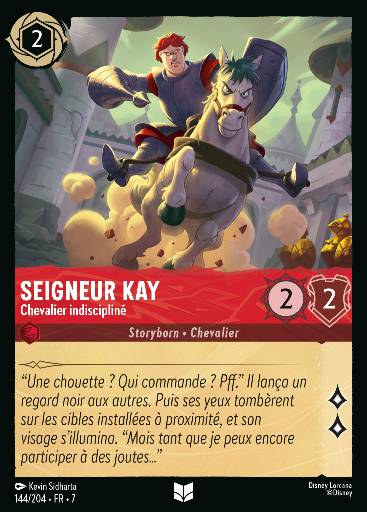 2
SEIGNEUR KAY
Chevalier indiscipliné
2
2
Storyborn • Chevalier
“Une chouette ? Qui commande ? Pff.” Il lança un
regard noir aux autres. Puis ses yeux tombèrent
sur les cibles installées à proximité, et son
visage s’illumina. “Mais tant que je peux encore
participer à des joutes...”
Kevin Sidharta
144/204 • FR • 7
Disney Lorcana
©Disney